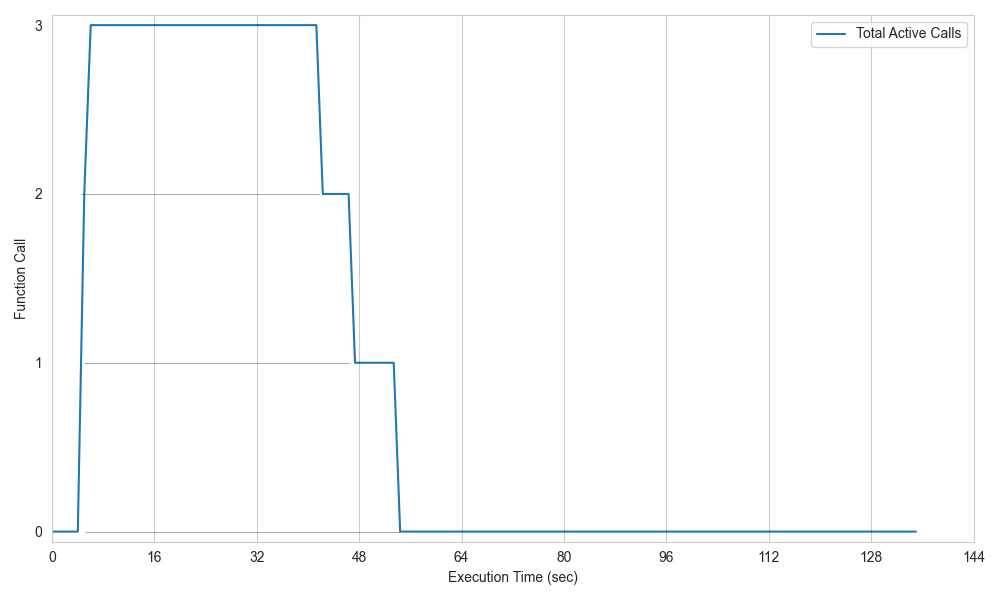 Total Active Calls
3
2
1
0
Function Call
0 16 32 48 64 80 96 112 128 144
Execution Time (sec)